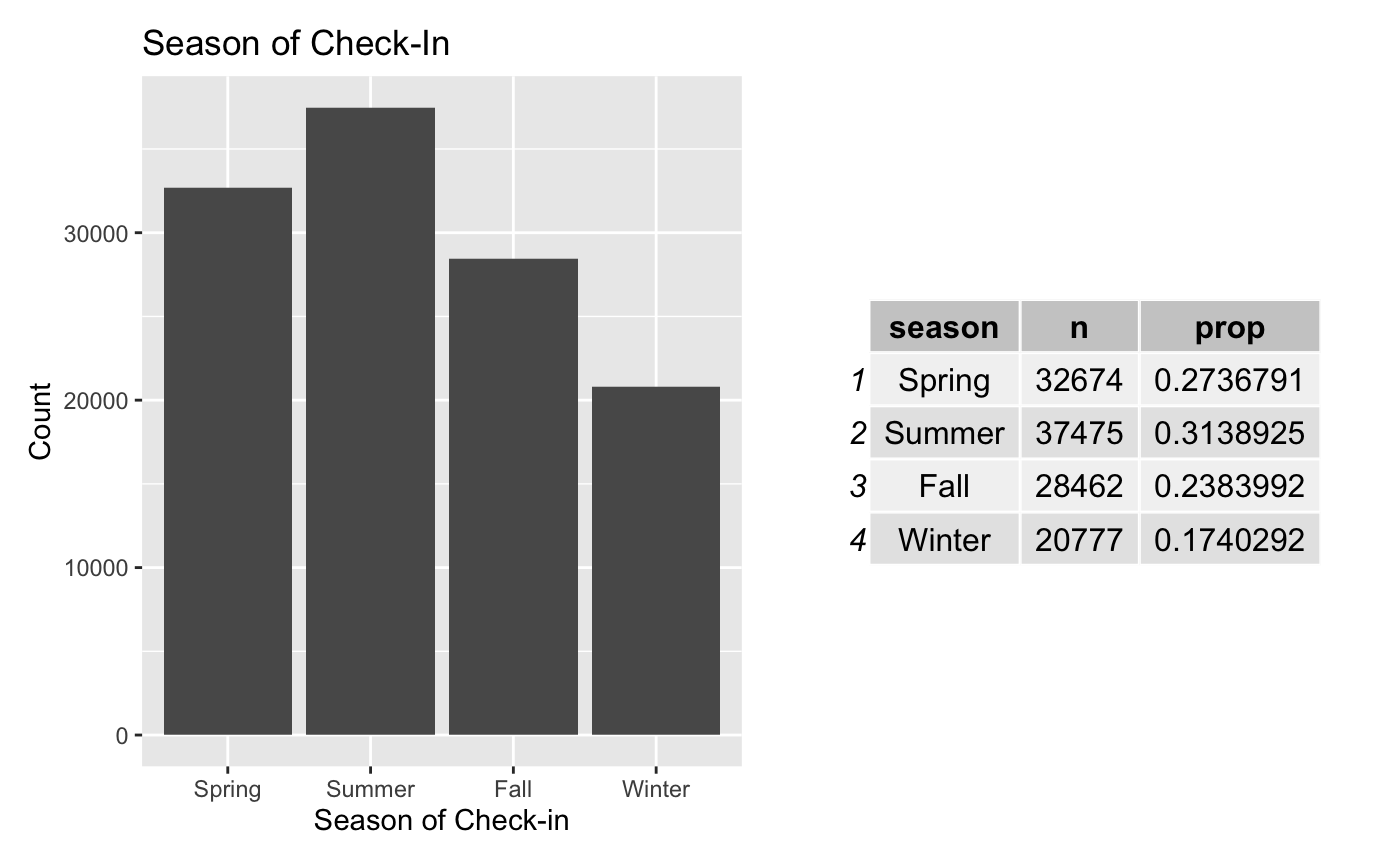 Season of Check-In
Count
30000
20000
10000
0
Spring Summer Fall Winter
Season of Check-in
season n prop
1 Spring 32674 0.2736791
2 Summer 37475 0.3138925
3 Fall 28462 0.2383992
4 Winter 20777 0.1740292